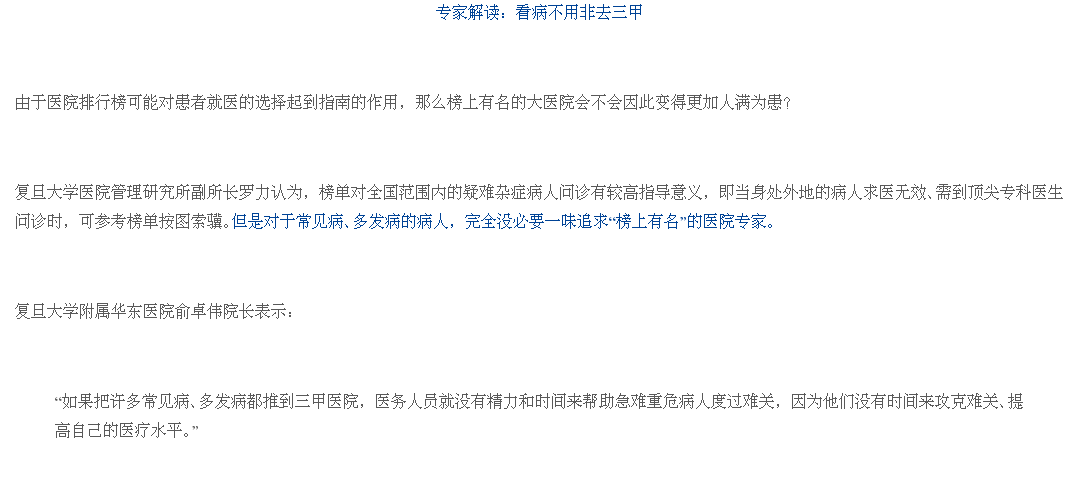 专家解读：看病不用非去三甲
由于医院排行榜可能对患者就医的选择起到指南的作用，那么榜上有名的大医院会不会因此变得更加人满为患？
复旦大学医院管理研究所副所长罗力认为，榜单对全国范围内的疑难杂症病人问诊有较高指导意义，即当身处外地的病人求医无效、需到顶尖专科医生
问诊时，可参考榜单按图索骥。但是对于常见病、多发病的病人，完全没必要一味追求“榜上有名”的医院专家。
复旦大学附属华东医院俞卓伟院长表示：
“如果把许多常见病、多发病都推到三甲医院，医务人员就没有精力和时间来帮助急难重危病人度过难关，因为他们没有时间来攻克难关、提
高自己的医疗水平。”